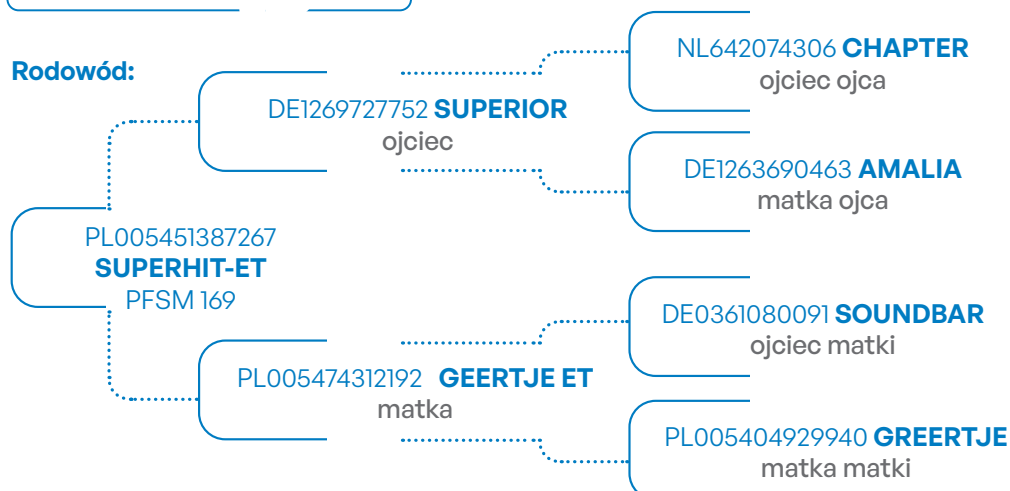 Rodowód:
NL642074306 CHAPTER
ojciec ojca
DE1269727752 SUPERIOR
ojciec
DE1263690463 AMALIA
matka ojca
PL005451387267
SUPERHIT-ET
PFSM 169
DE0361080091 SOUNDBAR
ojciec matki
PL005474312192 GEERTJE ET
matka
PL005404929940 GREERTJE
matka matki